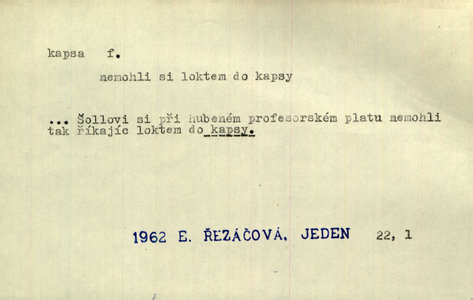 kapsa f.
nemohli si loktem do kapsy
... Šollovi si při hubeném profesorském platu nemohli
tak říkajíc loktem do kapsy.
1962 E. ŘEZÁČOVÁ, JEDEN 22, 1